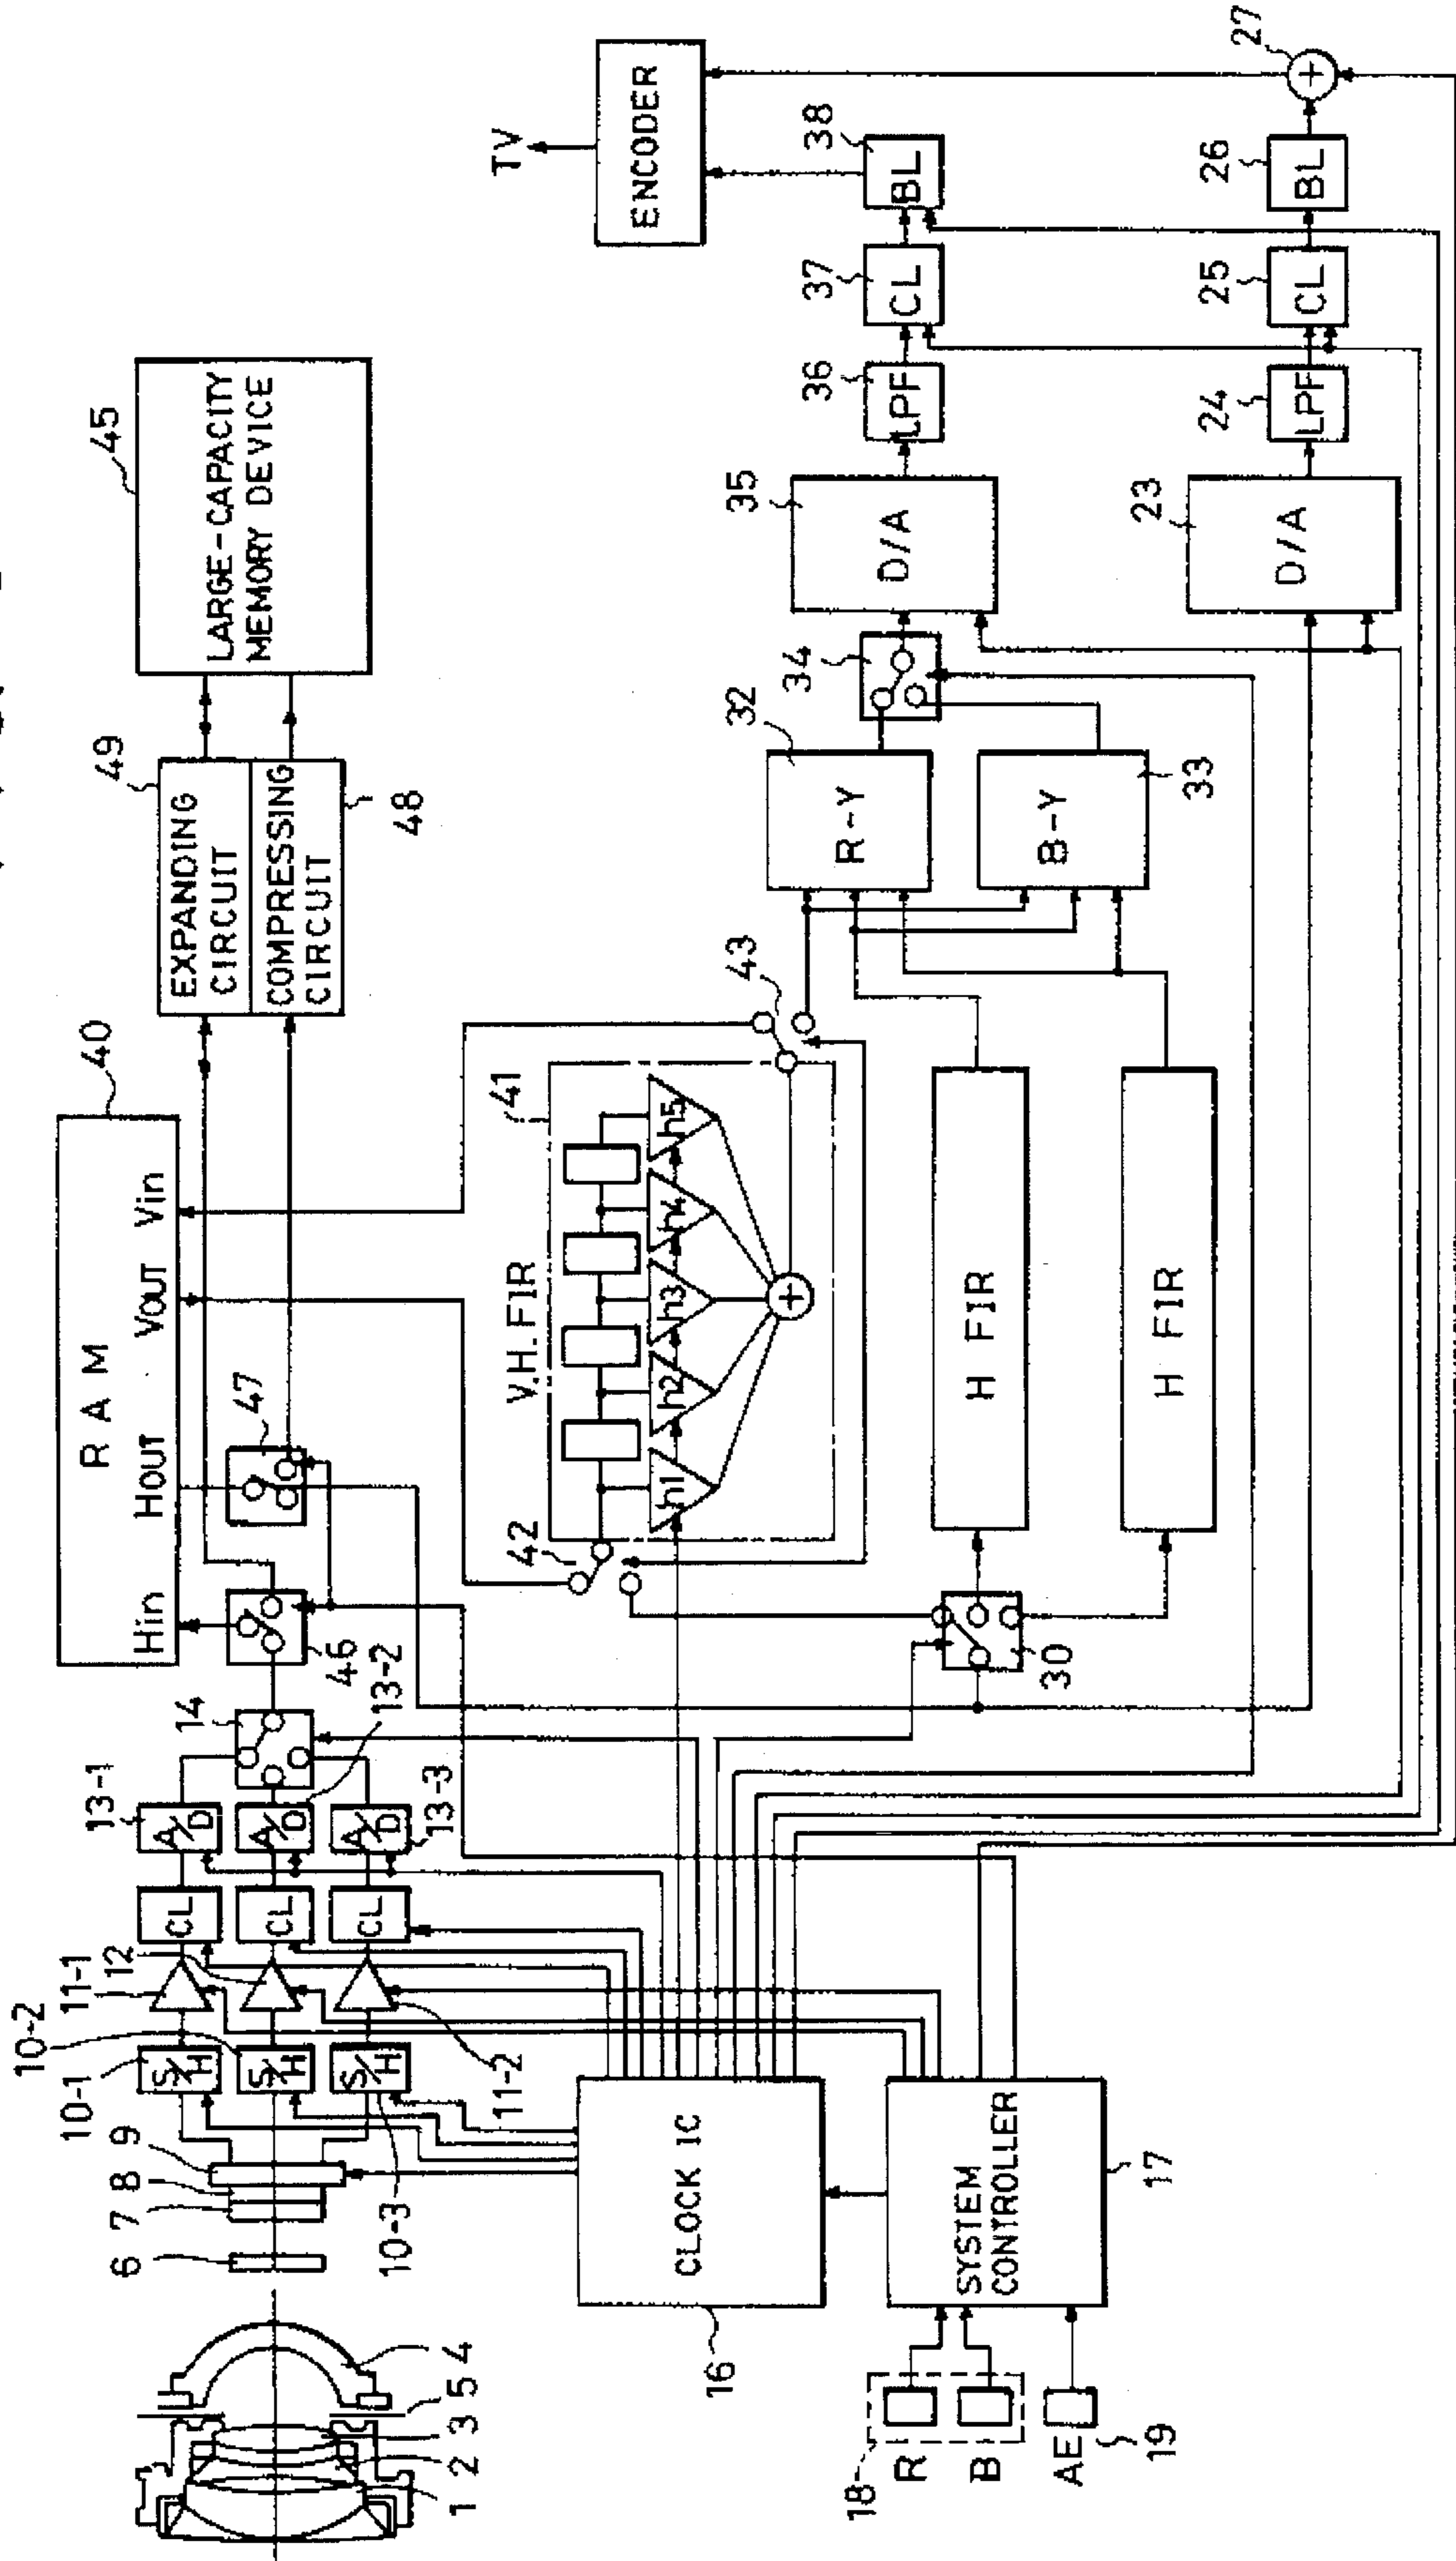 10-2
10-1
11-1
12
13-1
14
9
8
7
6
S/H
S/H
S/H
CL
CL
CL
A/D
A/D
A/D
13-2
13-3
10-3
11-2
4
5
3
2
1
40
RAM
Hin
HOUT
VOUT
Vin
46
47
49
EXPANDING
CIRCUIT
COMPRESSING
CIRCUIT
48
45
LARGE-CAPACITY
MEMORY DEVICE
42
V.H.FIR
41
43
h1
h2
h3
h4
h5
+
TV
ENCODER
CLOCK IC
16
SYSTEM
CONTROLLER
17
18
R
B
AE
19
30
H FIR
H FIR
32
R-Y
B-Y
33
34
35
D/A
36
LPF
37
CL
38
BL
23
D/A
24
LPF
25
CL
26
BL
27
+